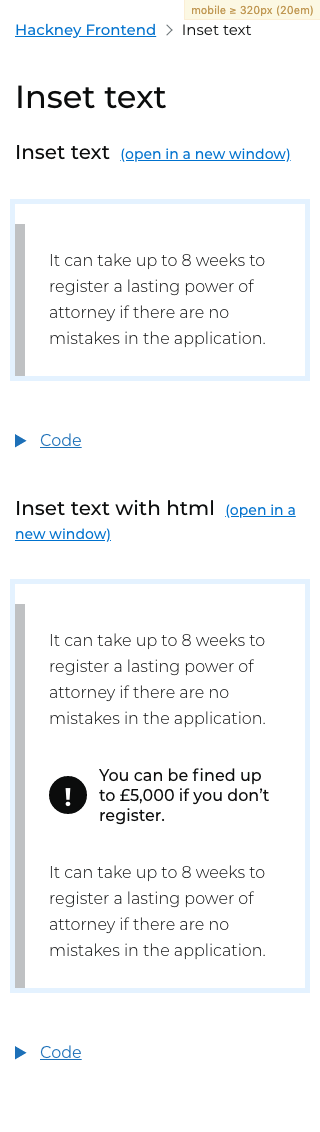 mobile ≥ 320px (20em)
Hackney Frontend > Inset text
Inset text
Inset text (open in a new window)
It can take up to 8 weeks to
register a lasting power of
attorney if there are no
mistakes in the application.
Code
Inset text with html (open in a
new window)
It can take up to 8 weeks to
register a lasting power of
attorney if there are no
mistakes in the application.
You can be fined up
to £5,000 if you don’t
register.
It can take up to 8 weeks to
register a lasting power of
attorney if there are no
mistakes in the application.
Code